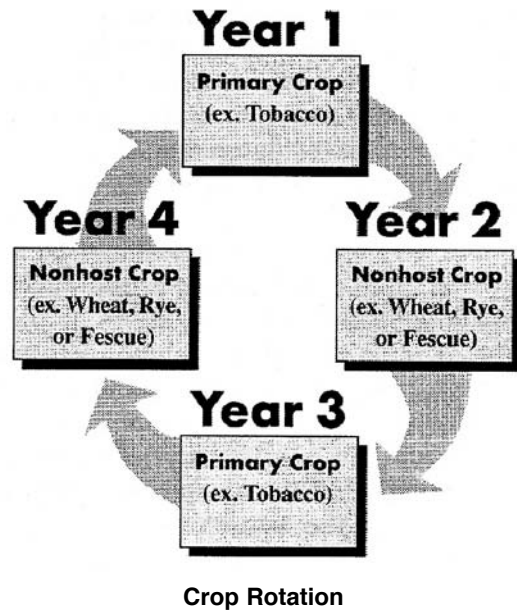 Year 1
Primary Crop
(ex. Tobacco)
Year 4
Nonhost Crop
(ex. Wheat, Rye,
or Fescue)
Year 2
Nonhost Crop
(ex. Wheat, Rye,
or Fescue)
Year 3
Primary Crop
(ex. Tobacco)
Crop Rotation